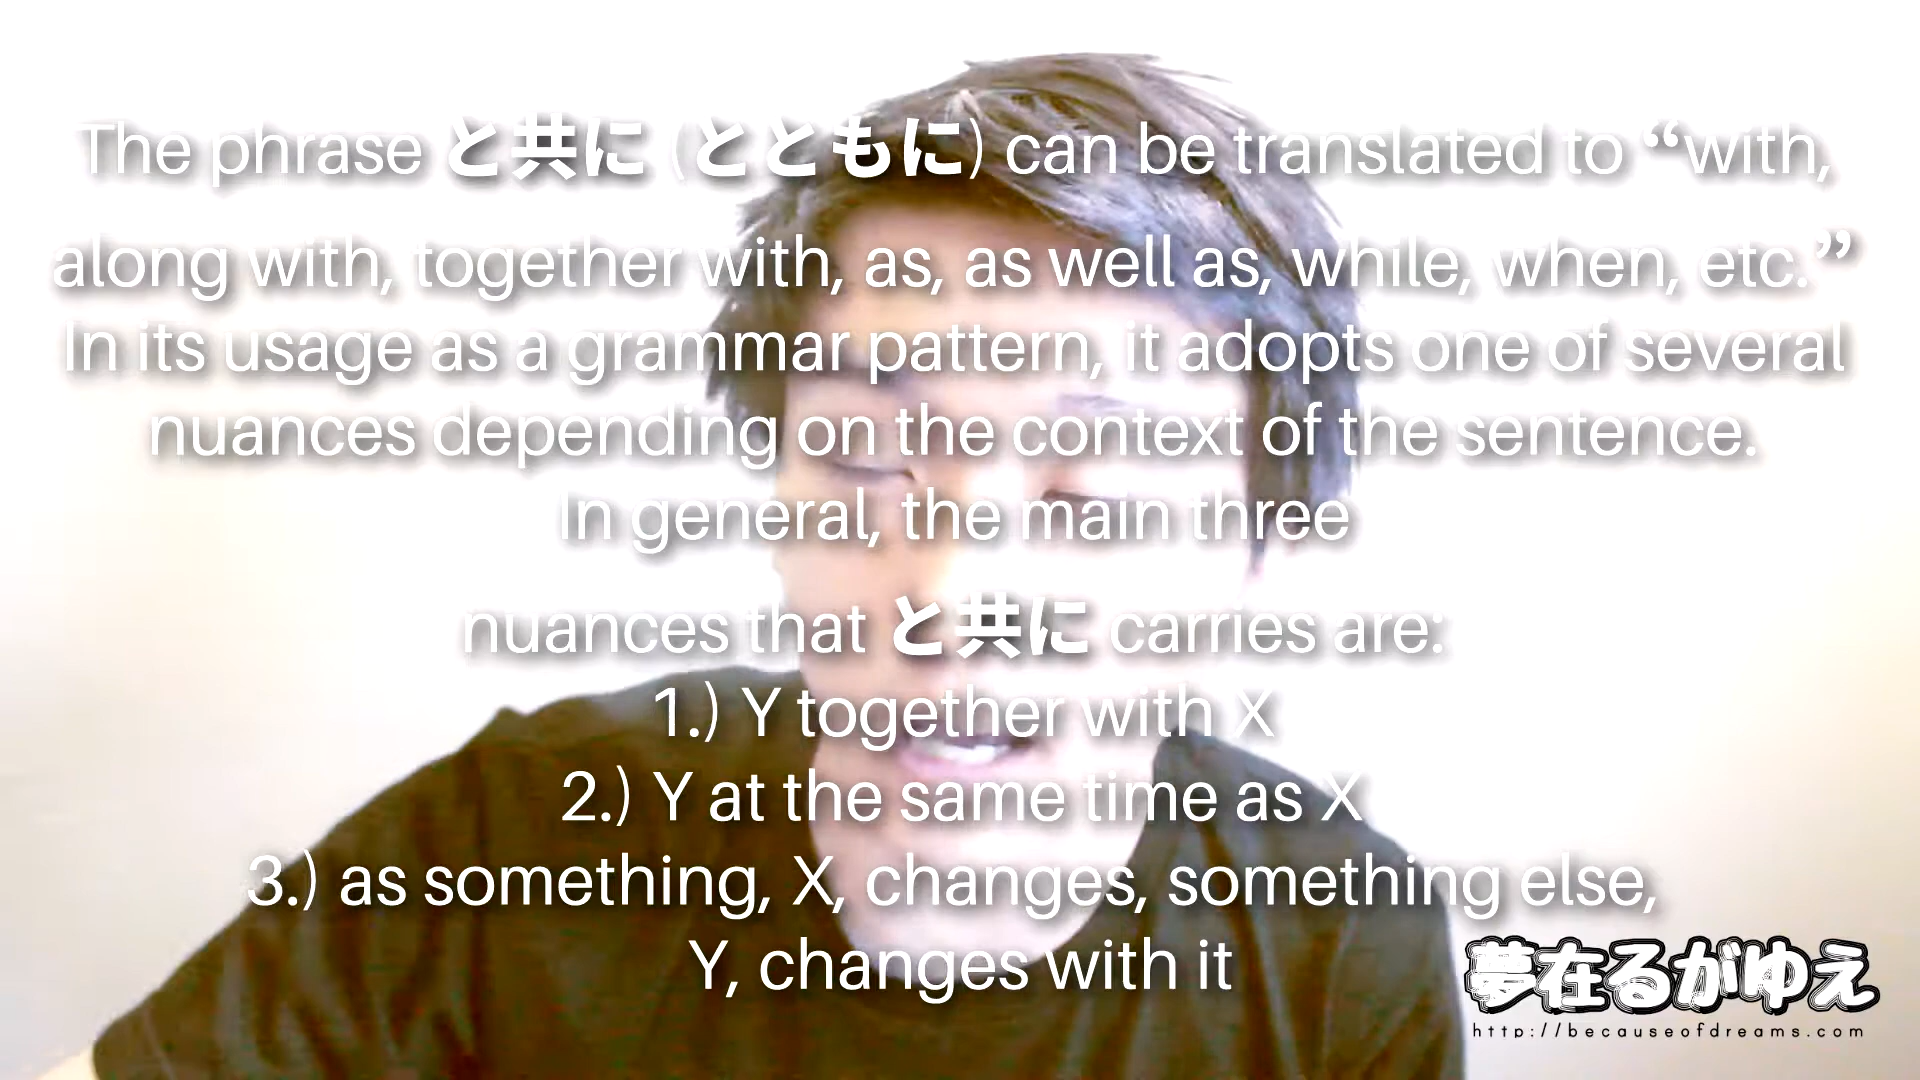 The phrase と共に (とともに) can be translated to “with,
along with, together with, as, as well as, while, when, etc.”
In its usage as a grammar pattern, it adopts one of several
nuances depending on the context of the sentence.
In general, the main three
nuances that と共に carries are:
1.) Y together with X
2.) Y at the same time as X
3.) as something, X, changes, something else,
Y, changes with it
夢在るがゆえ
http://becauseofdreams.com